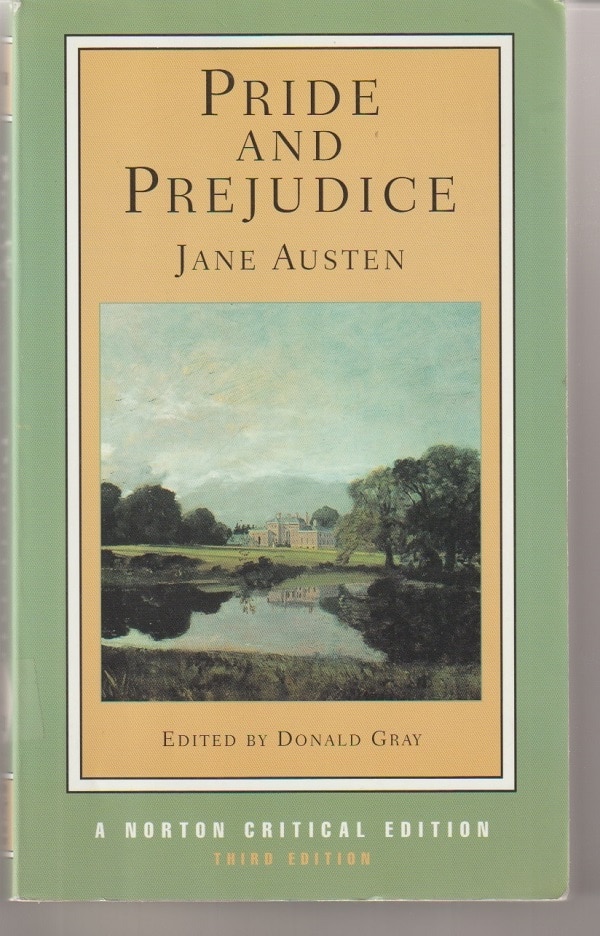 PRIDE
AND
PREJUDICE
JANE AUSTEN
EDITED BY DONALD GRAY
A NORTON CRITICAL EDITION
THIRD EDITION